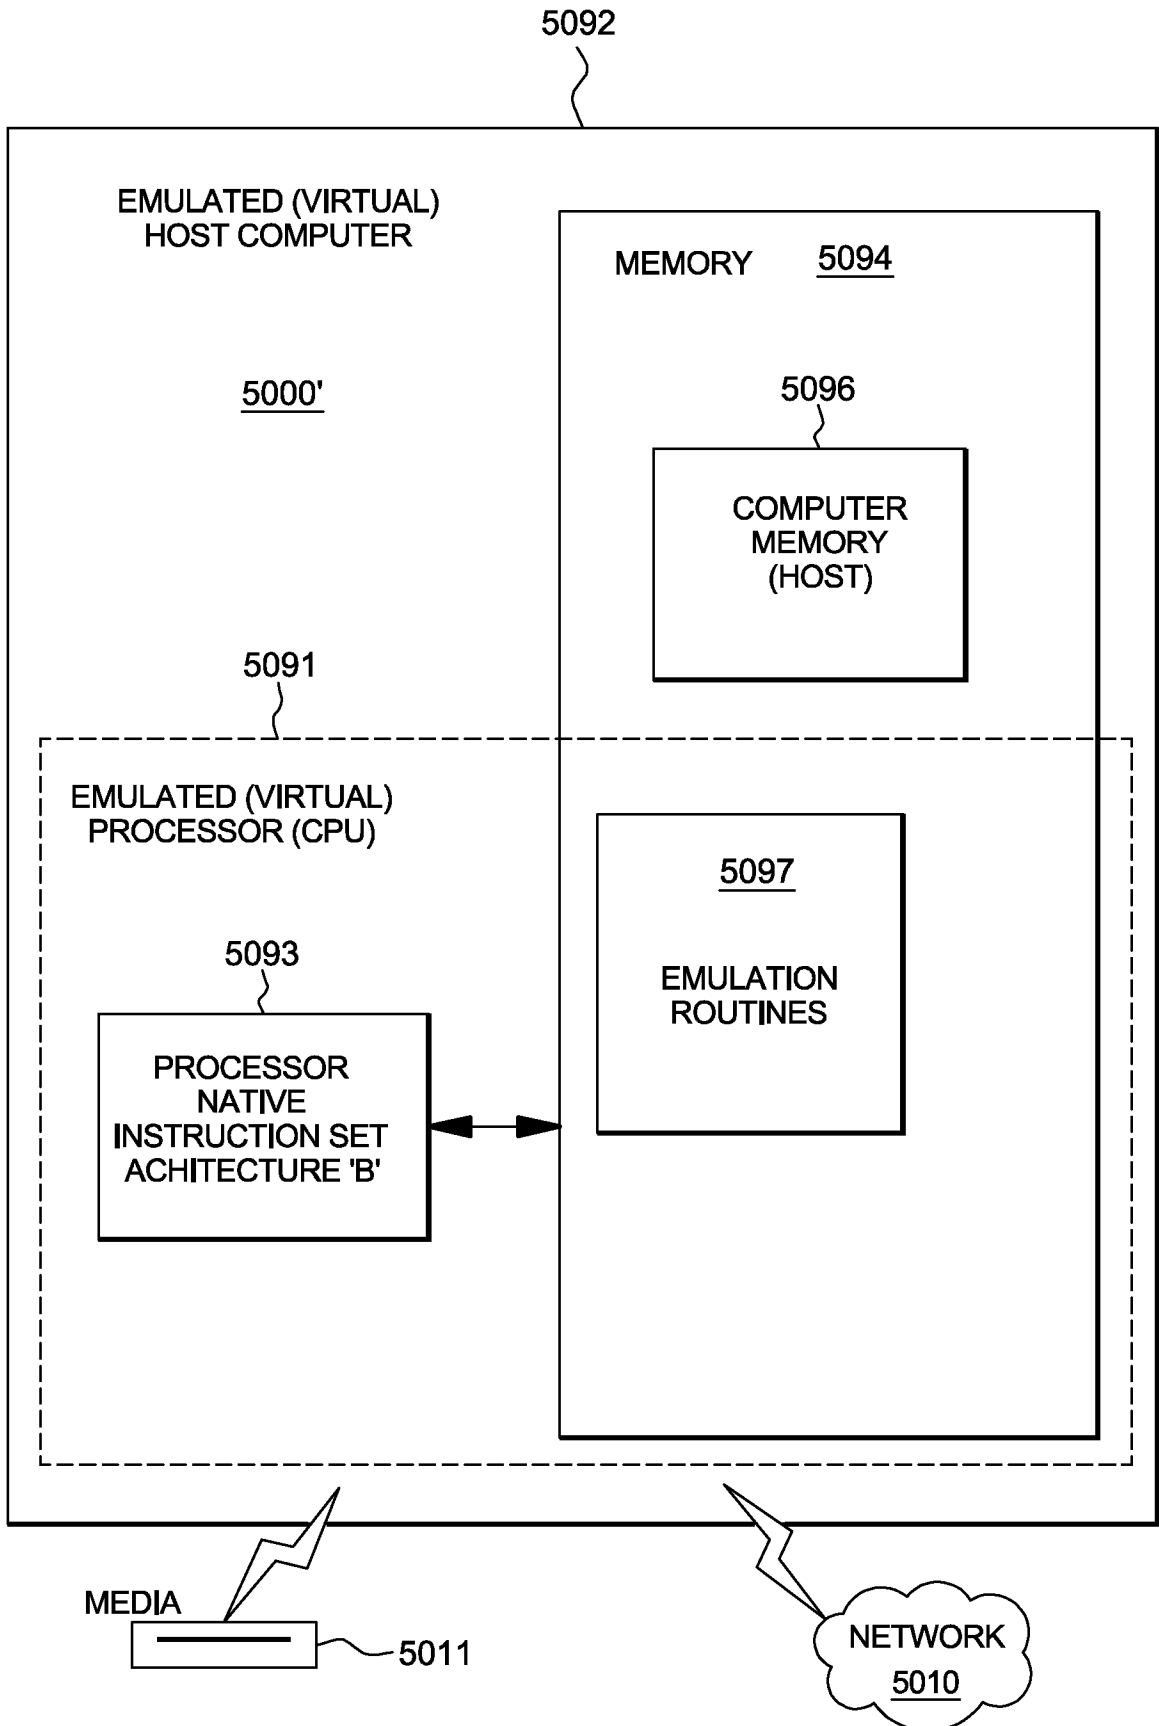 5092
EMULATED (VIRTUAL)
HOST COMPUTER
MEMORY 5094
5000'
5096
COMPUTER
MEMORY
(HOST)
5091
EMULATED (VIRTUAL)
PROCESSOR (CPU)
5097
EMULATION
ROUTINES
5093
PROCESSOR
NATIVE
INSTRUCTION SET
ACHITECTURE 'B'
MEDIA
5011
NETWORK
5010